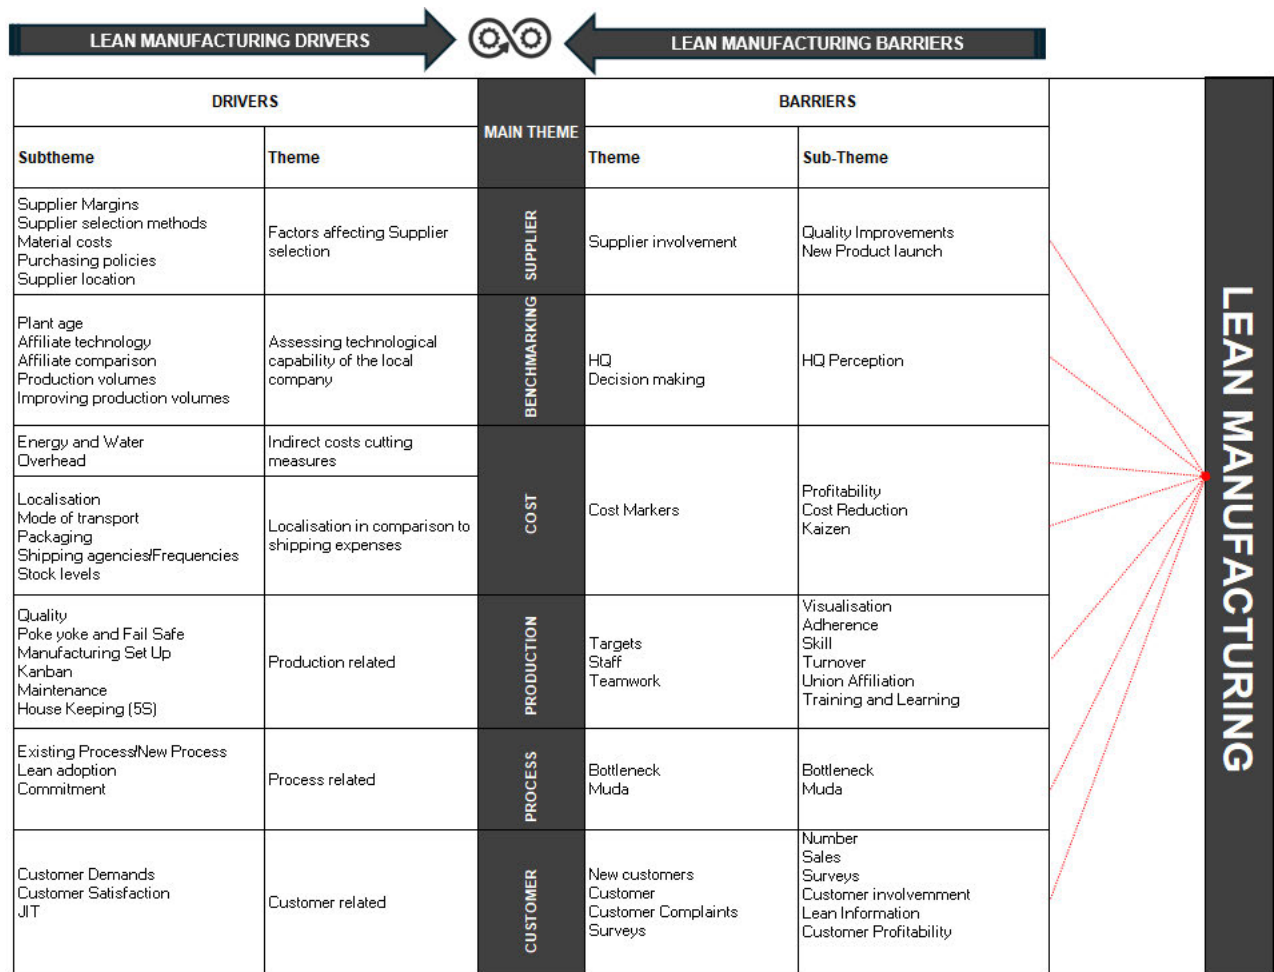 LEAN MANUFACTURING DRIVERS
LEAN MANUFACTURING BARRIERS
DRIVERS
MAIN THEME
BARRIERS
Subtheme
Theme
Theme
Sub-Theme
Supplier Margins
Supplier selection methods
Material costs
Purchasing policies
Supplier location
Factors affecting Supplier
selection
SUPPLIER
Supplier involvement
Quality Improvements
New Product launch
Plant age
Affiliate technology
Affiliate comparison
Production volumes
Improving production volumes
Assessing technological
capability of the local
company
BENCHMARKING
HQ
Decision making
HQ Perception
Energy and Water
Overhead
Indirect costs cutting
measures
Localisation
Mode of transport
Packaging
Shipping agencies/Frequencies
Stock levels
Localisation in comparison to
shipping expenses
COST
Cost Markers
Profitability
Cost Reduction
Kaizen
Quality
Poke yoke and Fail Safe
Manufacturing Set Up
Kanban
Maintenance
House Keeping (5S)
Production related
PRODUCTION
Targets
Staff
Teamwork
Visualisation
Adherence
Skill
Turnover
Union Affiliation
Training and Learning
Existing Process/New Process
Lean adoption
Commitment
Process related
PROCESS
Bottleneck
Muda
Bottleneck
Muda
Customer Demands
Customer Satisfaction
JIT
Customer related
CUSTOMER
New customers
Customer
Customer Complaints
Surveys
Number
Sales
Surveys
Customer involvemnment
Lean Information
Customer Profitability
LEAN MANUFACTURING